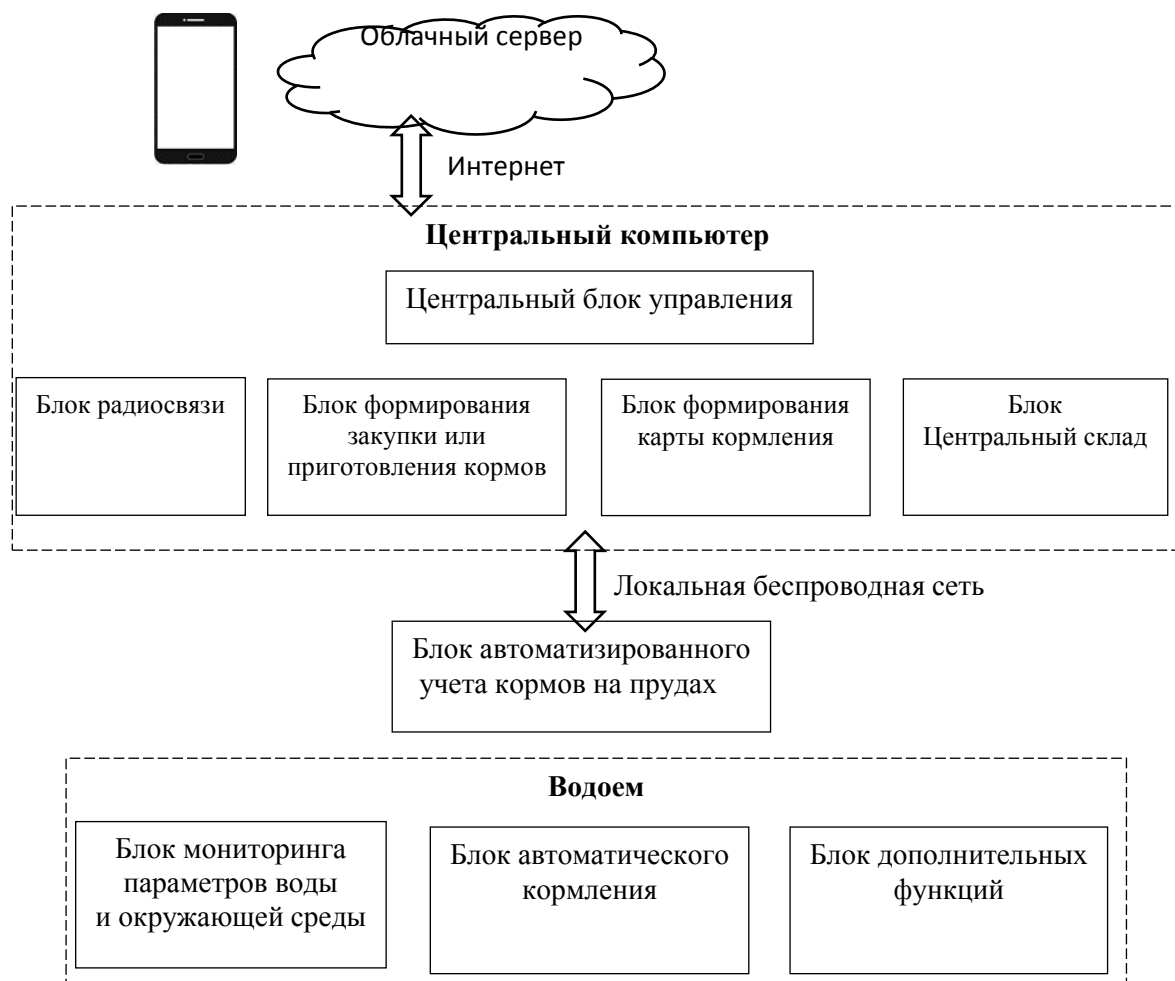 Облачный сервер
Интернет
Центральный компьютер
Центральный блок управления
Блок радиосвязи
Блок формирования
закупки или
приготовления кормов
Блок формирования
карты кормления
Блок
Центральный склад
Локальная беспроводная сеть
Блок автоматизированного
учета кормов на прудах
Водоем
Блок мониторинга
параметров воды
и окружающей среды
Блок автоматического
кормления
Блок дополнительных
функций